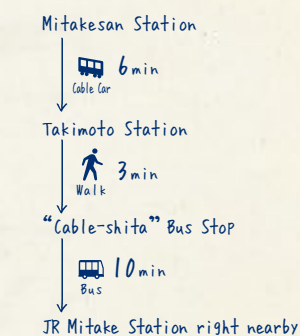 Mitakesan Station
6min
Cable Car
Takimoto Station
3min
Walk
“Cable-shita” Bus Stop
10min
Bus
JR Mitake Station right nearby